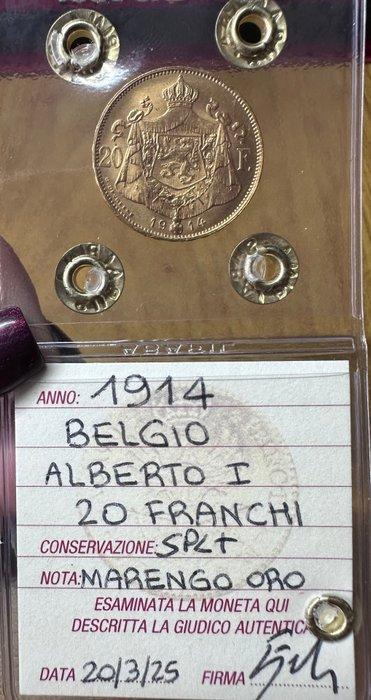 20 F.
1914
ANNO: 1914
BELGIO
ALBERTO I
20 FRANCHI
CONSERVAZIONE: SPL+
NOTA: MARENGO ORO
ESAMINATA LA MONETA QUI
DESCRITTA LA GIUDICO AUTENTICA
DATA 20/3/25 FIRMA